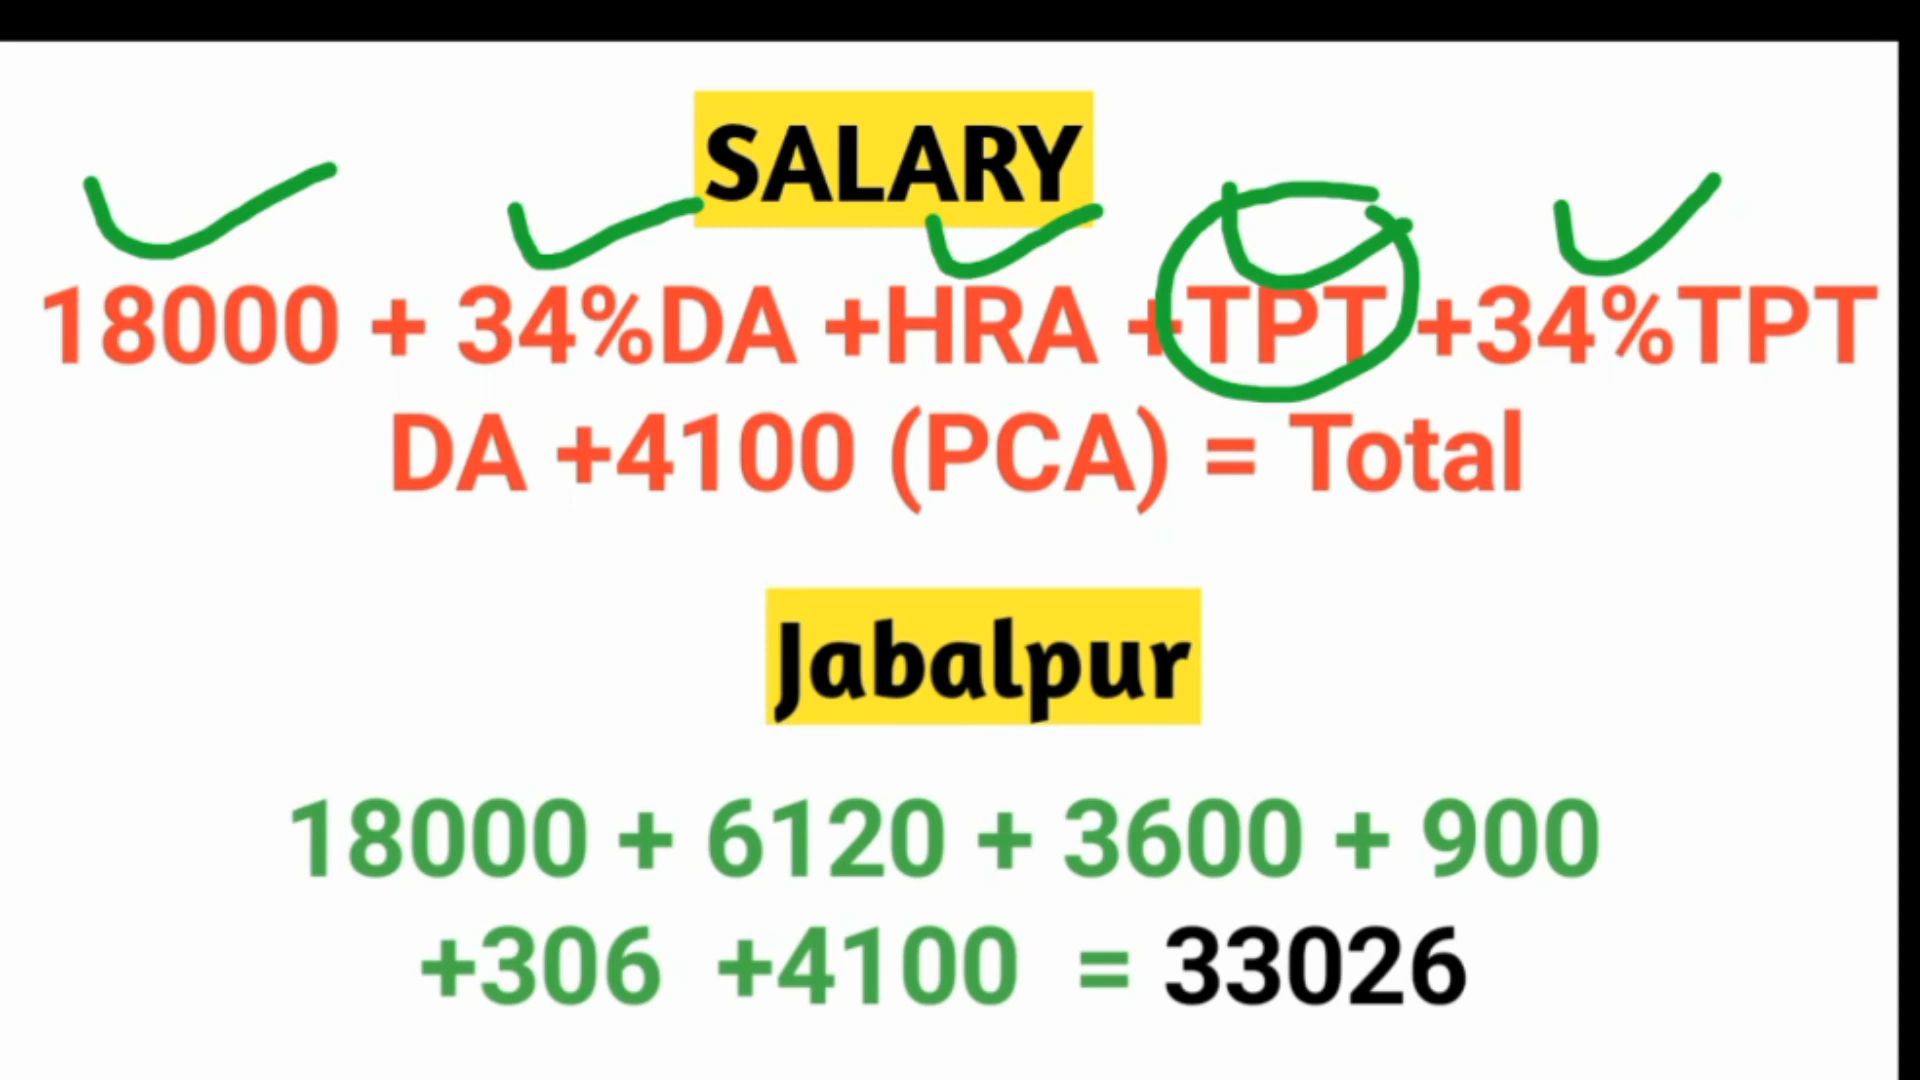 SALARY
18000 + 34%DA +HRA +TPT +34%TPT
DA +4100 (PCA) = Total
Jabalpur
18000 + 6120 + 3600 + 900
+306 +4100 = 33026